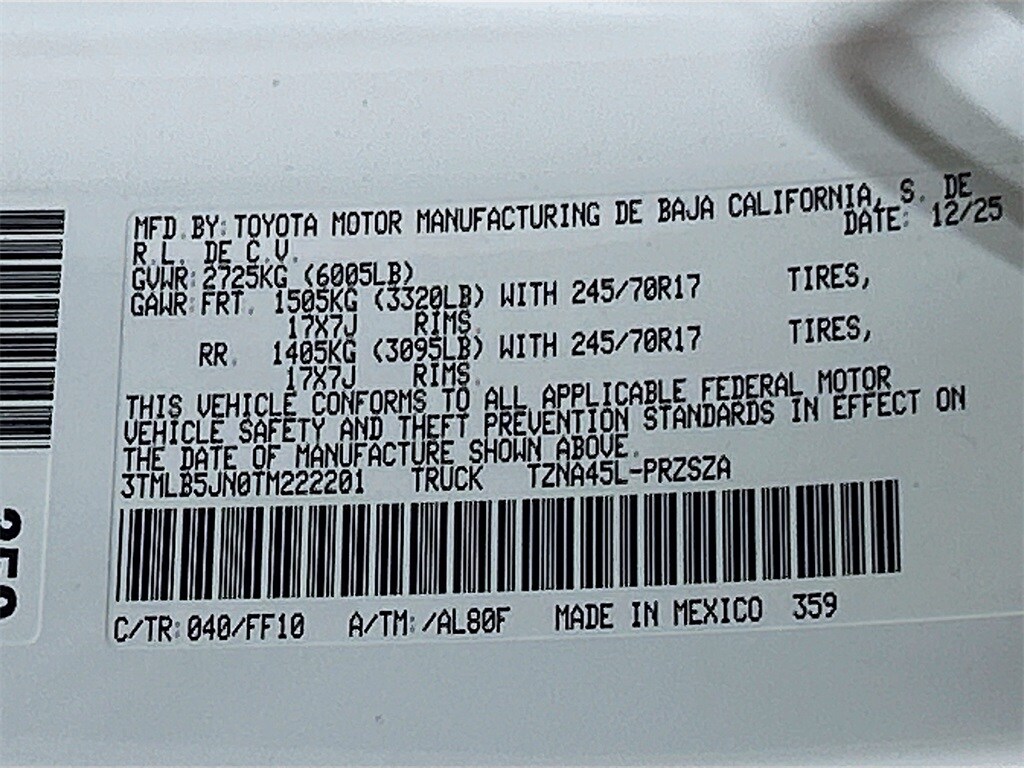 MFD.BY:TOYOTA MOTOR MANUFACTURING DE BAJA CALIFORNIA, S. DE
R.L. DE C.V. DATE: 12/25
GVWR:2725KG (6005LB)
GAWR:FRT. 1505KG (3320LB) WITH 245/70R17 TIRES,
17X7J RIMS.
RR. 1405KG (3095LB) WITH 245/70R17 TIRES,
17X7J RIMS.
THIS VEHICLE CONFORMS TO ALL APPLICABLE FEDERAL MOTOR
VEHICLE SAFETY AND THEFT PREVENTION STANDARDS IN EFFECT ON
THE DATE OF MANUFACTURE SHOWN ABOVE.
3TMLB5JN0TM222201 TRUCK TZNA45L-PRZSZA
C/TR:040/FF10 A/TM:/AL80F MADE IN MEXICO 359